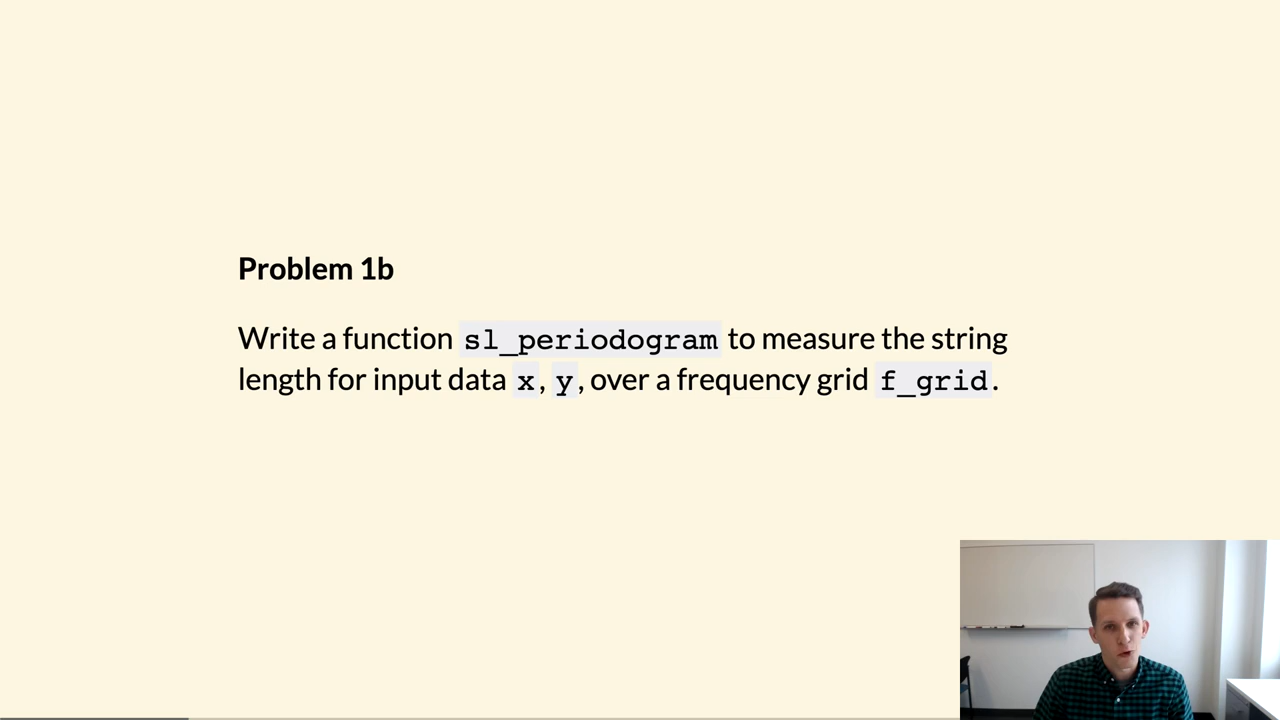 Problem 1b
Write a function sl_periodogram to measure the string
length for input data x, y, over a frequency grid f_grid.